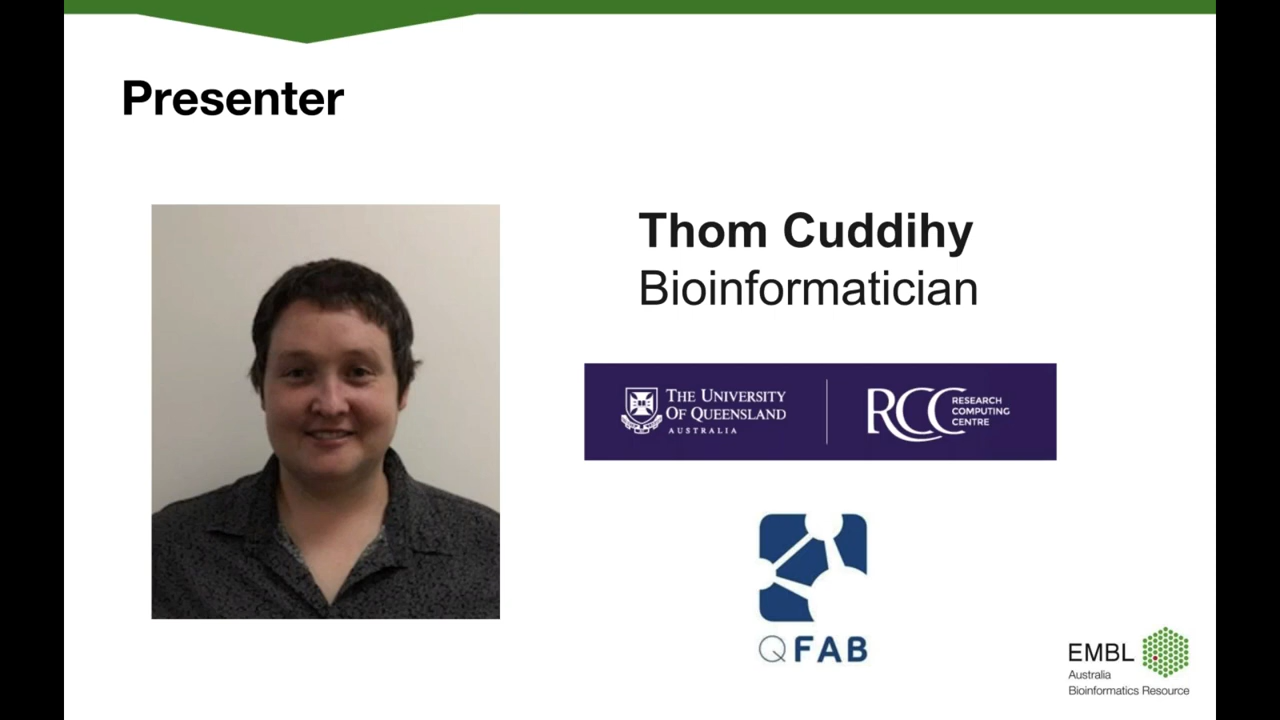 Presenter
Thom Cuddihy
Bioinformatician
THE UNIVERSITY
OF QUEENSLAND
AUSTRALIA
RCC
RESEARCH
COMPUTING
CENTRE
QFAB
EMBL
Australia
Bioinformatics Resource